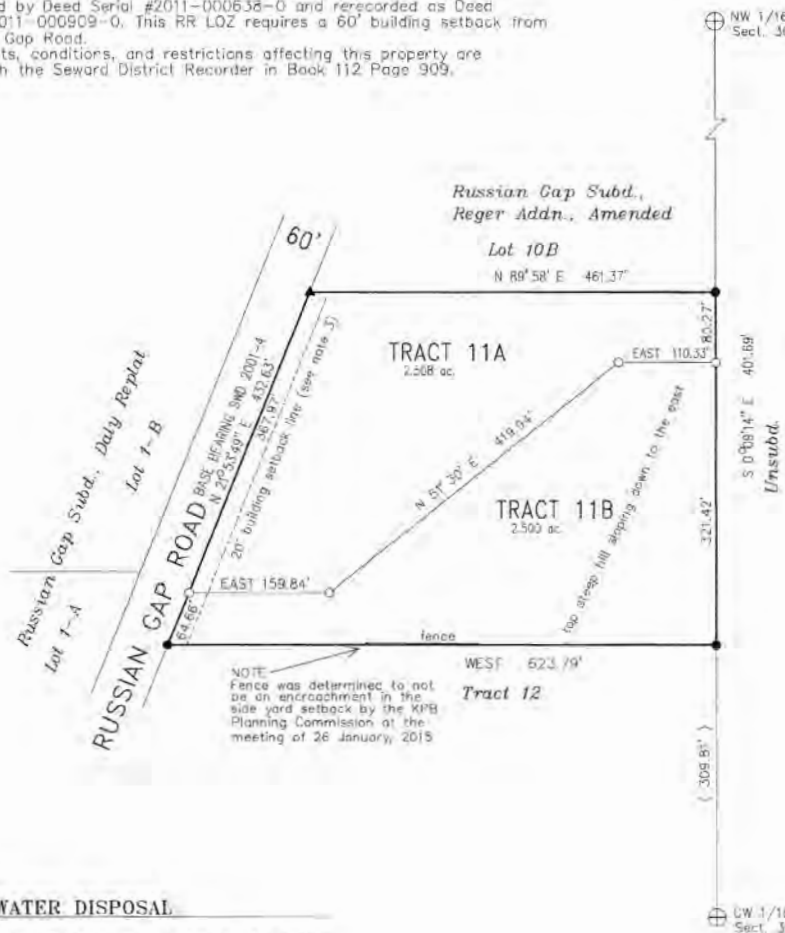 d by Deed Serial #2011-000638-0 and rerecorded as Deed
2011-000909-0. This RR LOZ requires a 60' building setback from
Gap Road.
ts, conditions, and restrictions affecting this property are
h the Seward District Recorder in Book 112 Page 909.
NW 1/16
Sect. 36
Russian Gap Subd.,
Reger Addn., Amended
Lot 10B
N 89°58' E 461.37'
60'
TRACT 11A
2.508 ac.
EAST 110.33'
80.27'
S 0°08'14" E 401.69'
Unsubd.
BASE BEARING SWD 2001-4
N 21°53'49" E 432.63'
367.97'
20' building setback line (see note 3)
Russian Gap Subd., Daly Replat
Lot 1-B
Lot 1-A
N 51° 30' E 419.94'
TRACT 11B
2.500 ac.
top steep hill sloping down to the east
321.42'
RUSSIAN GAP ROAD
EAST 159.84'
64.66'
fence
WEST 623.79'
Tract 12
NOTE
Fence was determined to not
be an encroachment in the
side yard setback by the KPB
Planning Commission at the
meeting of 26 January, 2015
( 309.81' )
WATER DISPOSAL
CW 1/16
Sect. 3